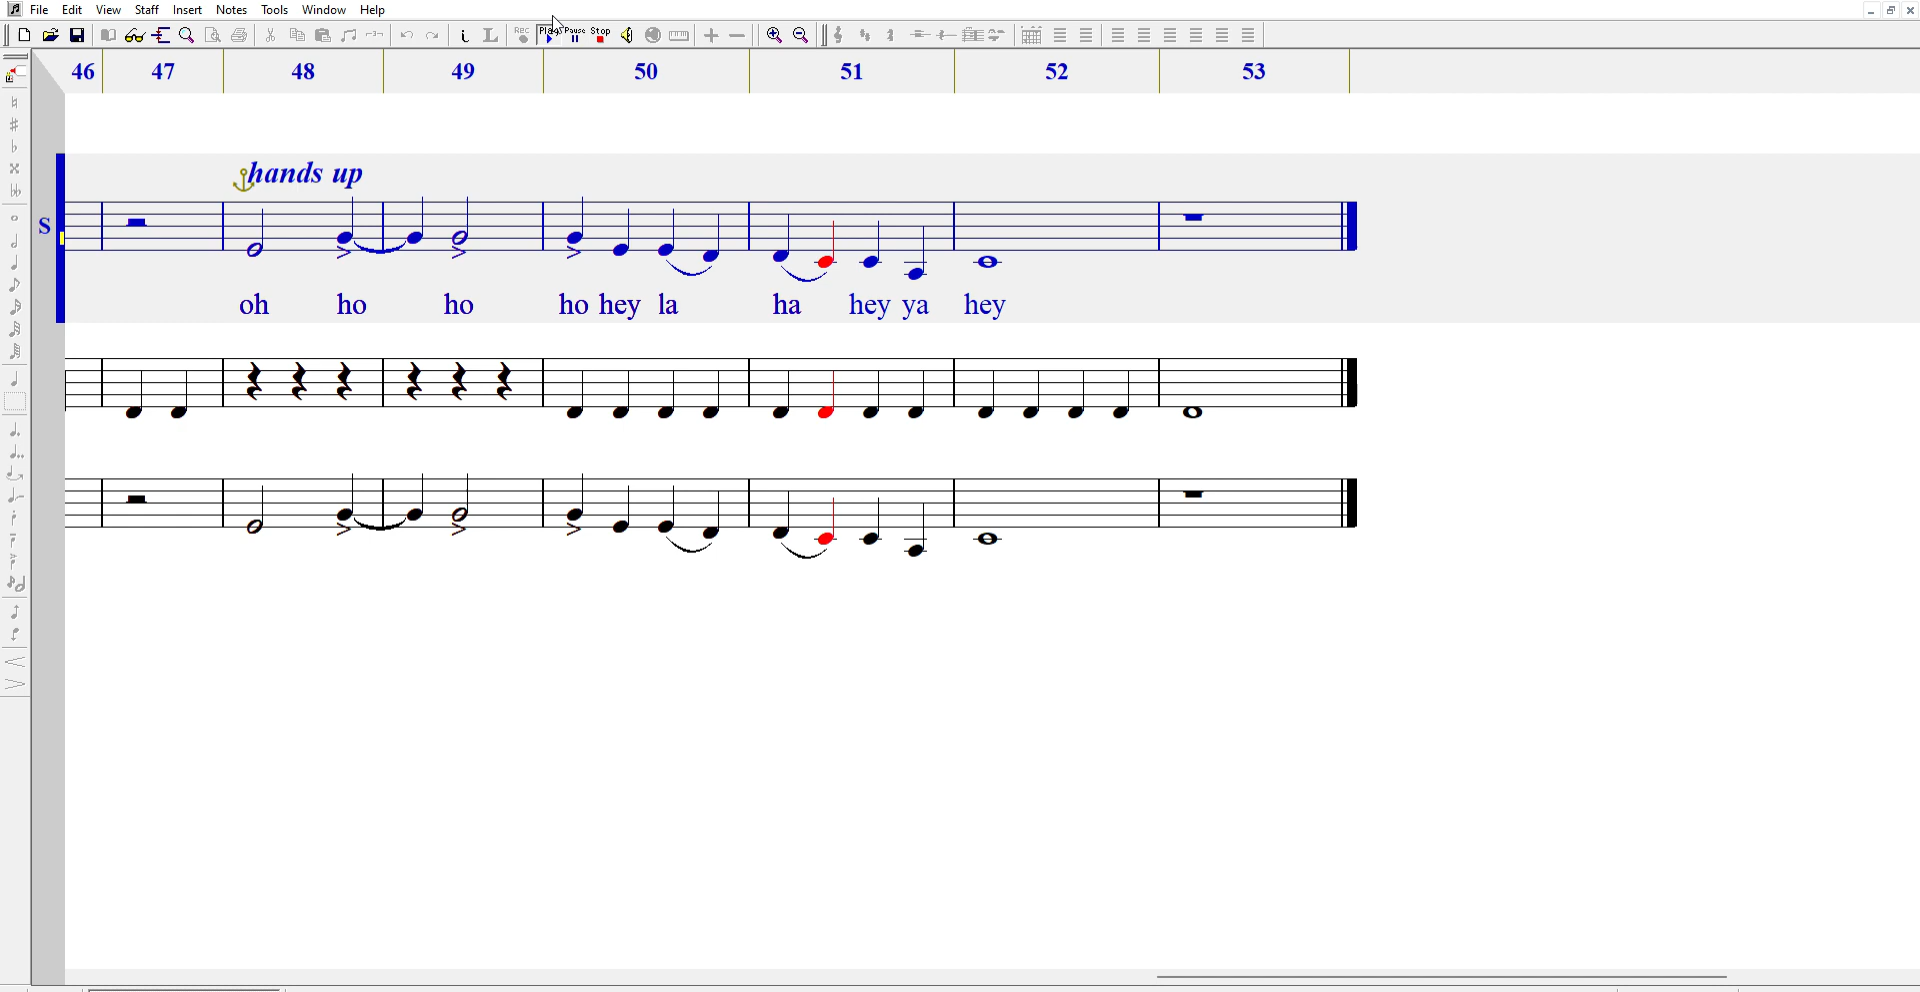 File Edit View Staff Insert Notes Tools Window Help
REC Play Pause Stop
46 47 48 49 50 51 52 53
hands up
S
oh ho ho ho hey la ha hey ya hey